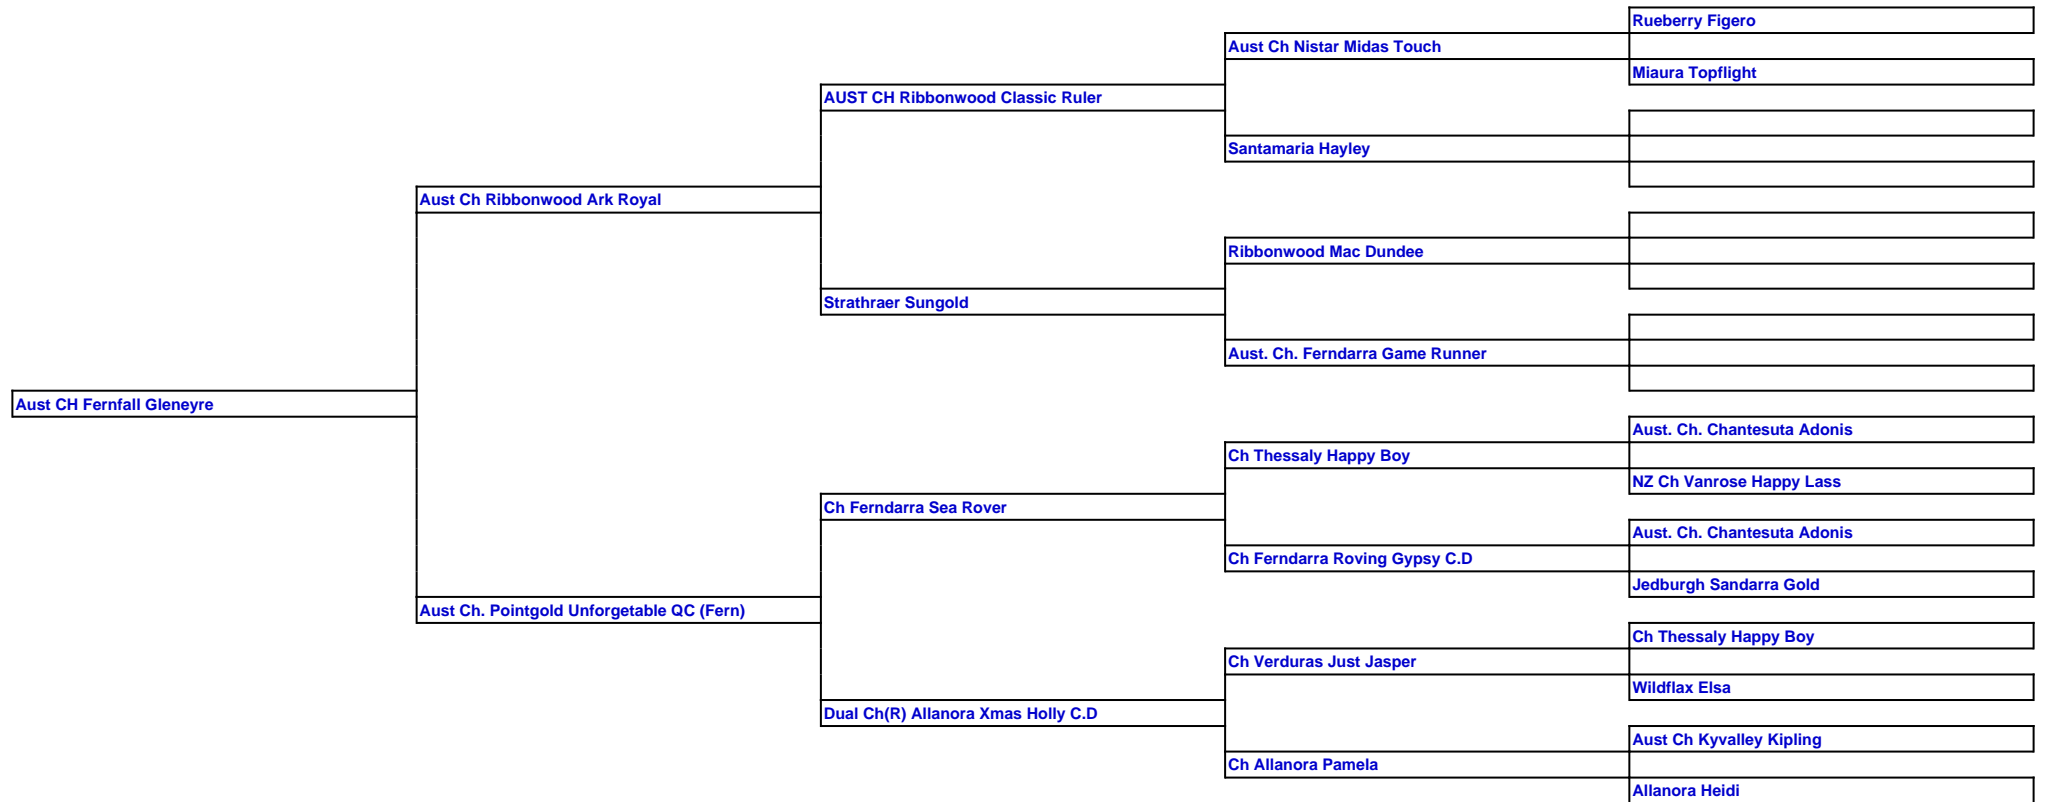 Rueberry Figero
Aust Ch Nistar Midas Touch
Miaura Topflight
AUST CH Ribbonwood Classic Ruler
Santamaria Hayley
Aust Ch Ribbonwood Ark Royal
Ribbonwood Mac Dundee
Strathraer Sungold
Aust. Ch. Ferndarra Game Runner
Aust CH Fernfall Gleneyre
Aust. Ch. Chantesuta Adonis
Ch Thessaly Happy Boy
NZ Ch Vanrose Happy Lass
Ch Ferndarra Sea Rover
Aust. Ch. Chantesuta Adonis
Ch Ferndarra Roving Gypsy C.D
Jedburgh Sandarra Gold
Aust Ch. Pointgold Unforgetable QC (Fern)
Ch Thessaly Happy Boy
Ch Verduras Just Jasper
Wildflax Elsa
Dual Ch(R) Allanora Xmas Holly C.D
Aust Ch Kyvalley Kipling
Ch Allanora Pamela
Allanora Heidi